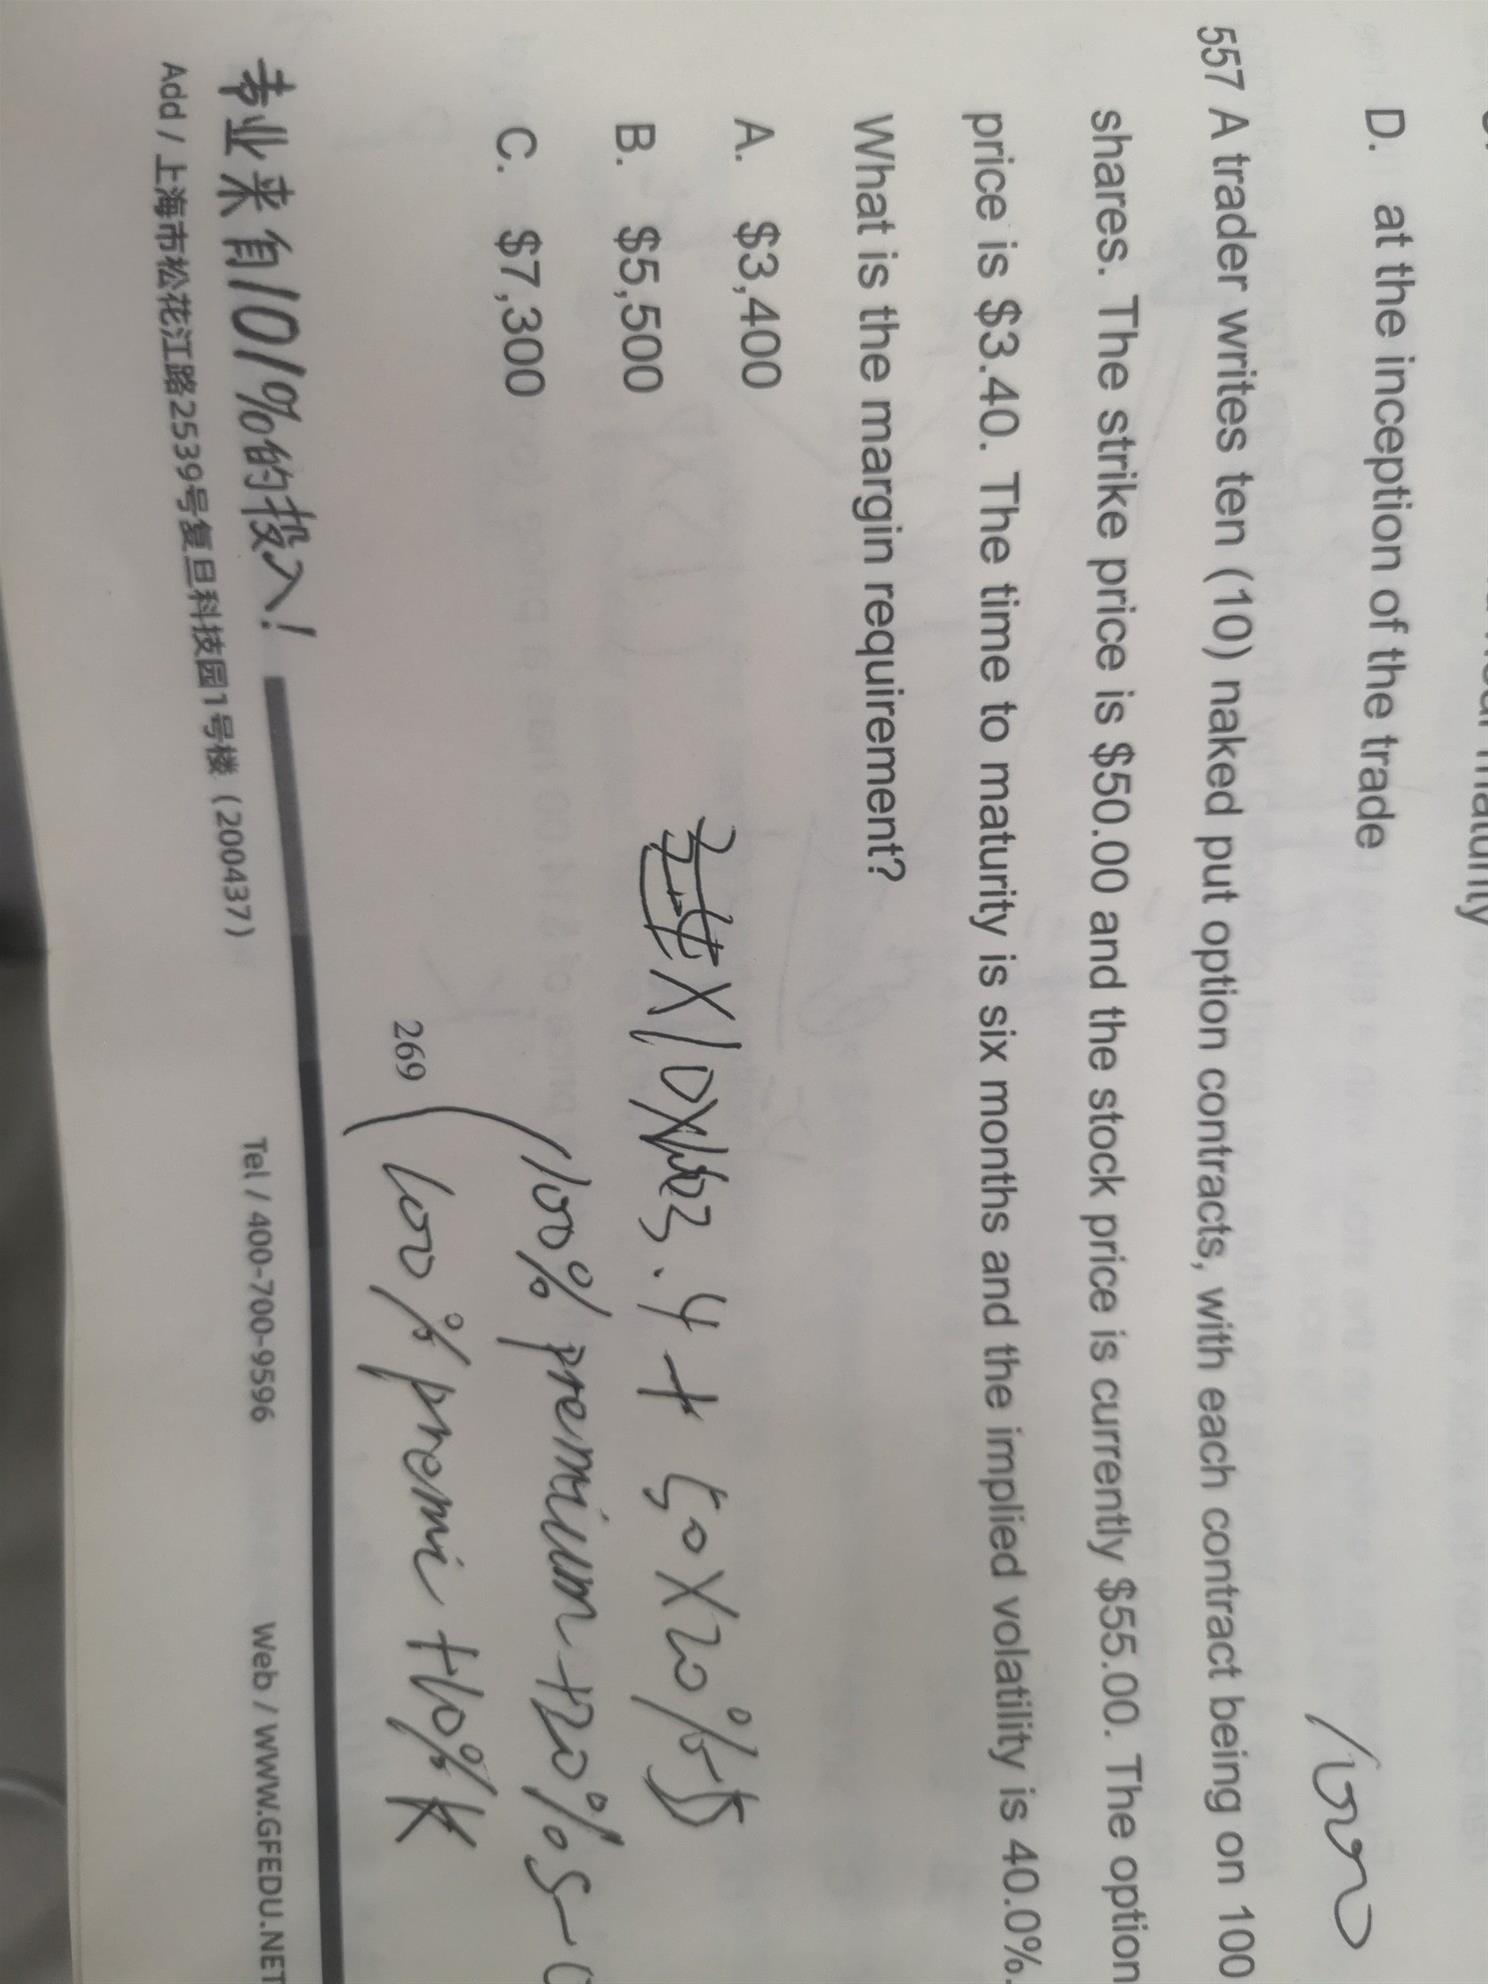 D. at the inception of the trade
557 A trader writes ten (10) naked put option contracts, with each contract being on 100
shares. The strike price is $50.00 and the stock price is currently $55.00. The option
price is $3.40. The time to maturity is six months and the implied volatility is 40.0%.
What is the margin requirement?
A. $3,400
B. $5,500
C. $7,300
3.4 + 50×20%-5
100% premium +20%S-
100% premi +10%K
269
专业来自101%的投入!
Add / 上海市松花江路2539号复旦科技园1号楼 (200437)
Tel / 400-700-9596
Web / WWW.GFEDU.NET